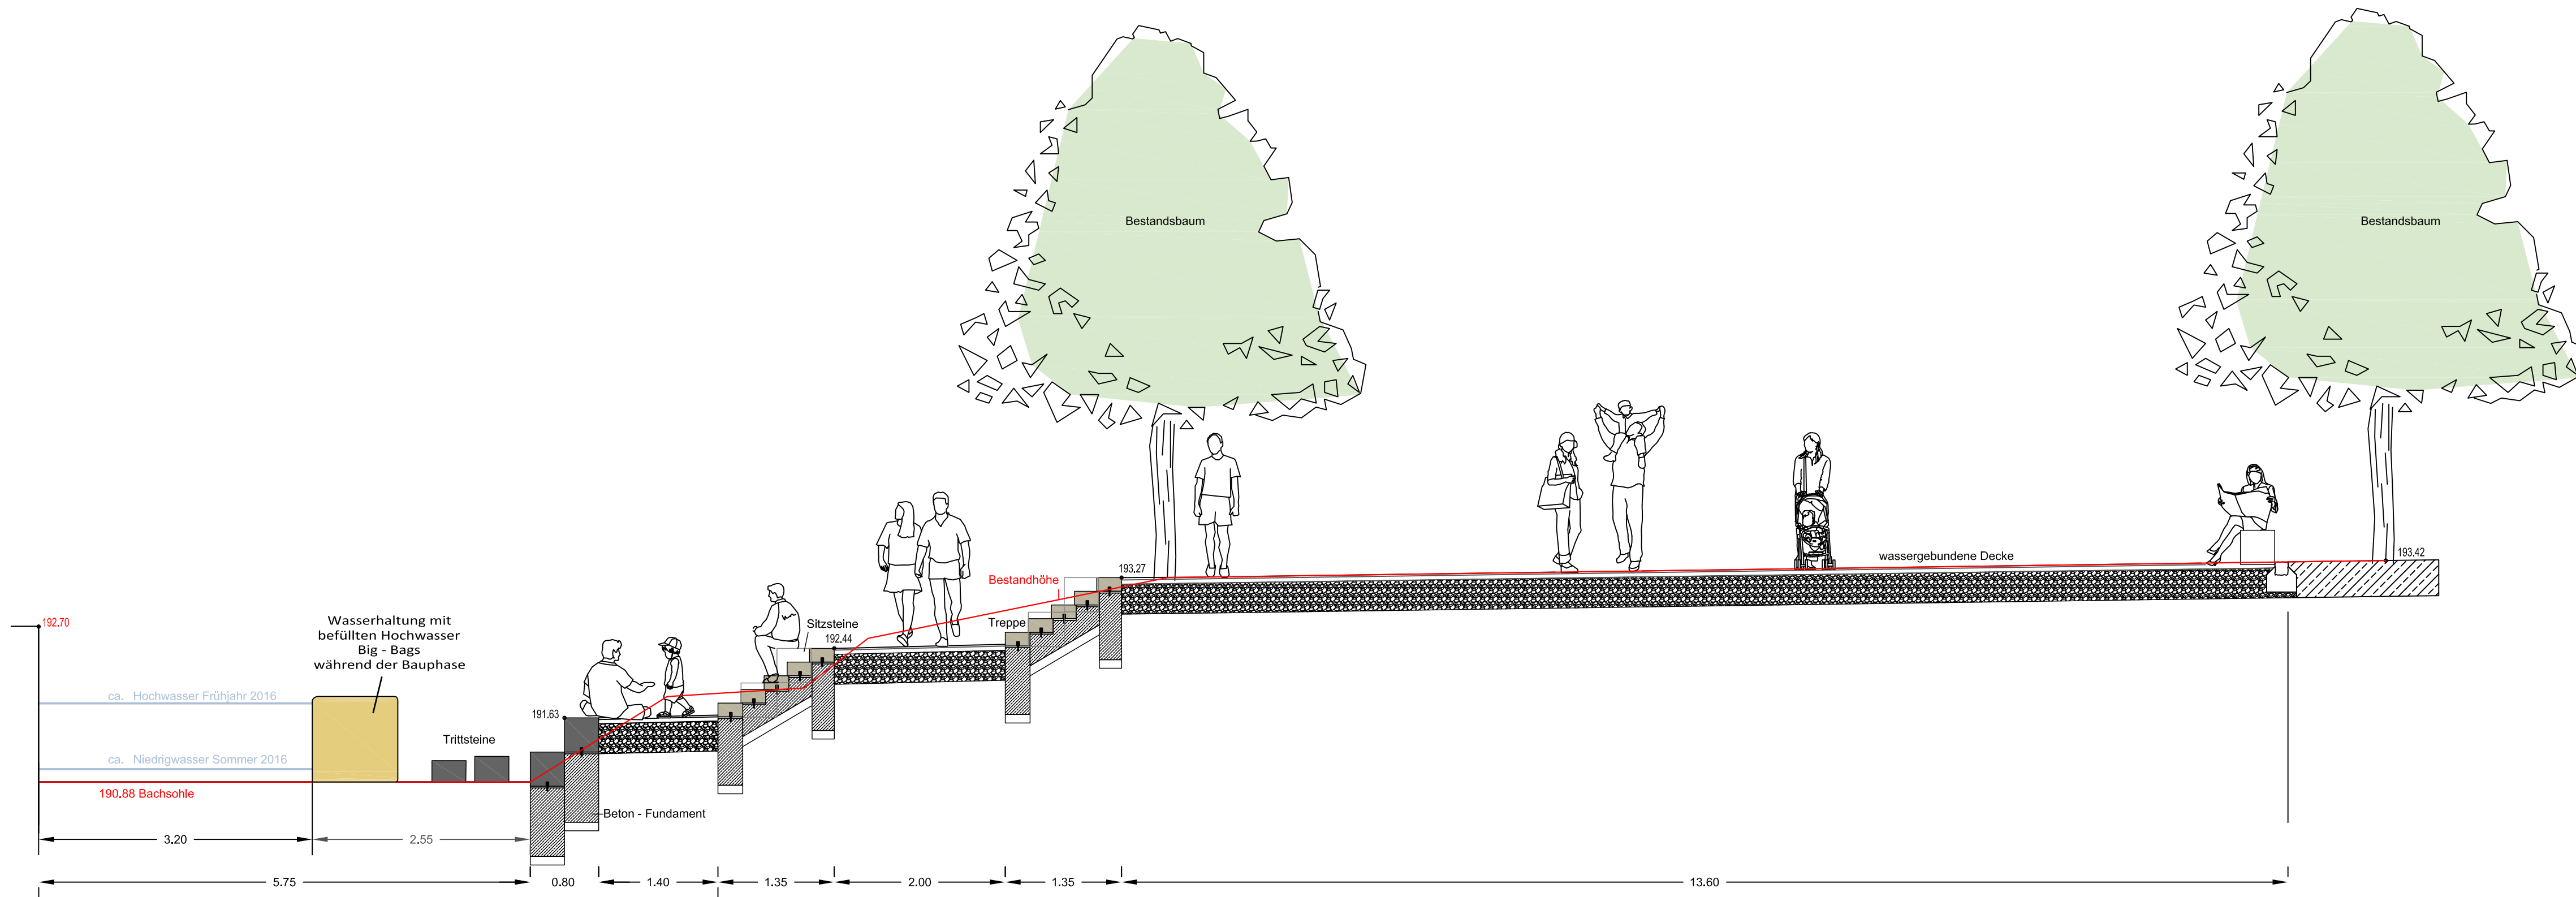 Bestandsbaum
Bestandsbaum
wassergebundene Decke
193.42
193.27
Bestandhöhe
Treppe
Sitzsteine
192.44
192.70
Wasserhaltung mit
befüllten Hochwasser
Big - Bags
während der Bauphase
ca. Hochwasser Frühjahr 2016
191.63
Trittsteine
ca. Niedrigwasser Sommer 2016
190.88 Bachsohle
Beton - Fundament
3.20
2.55
5.75
0.80
1.40
1.35
2.00
1.35
13.60